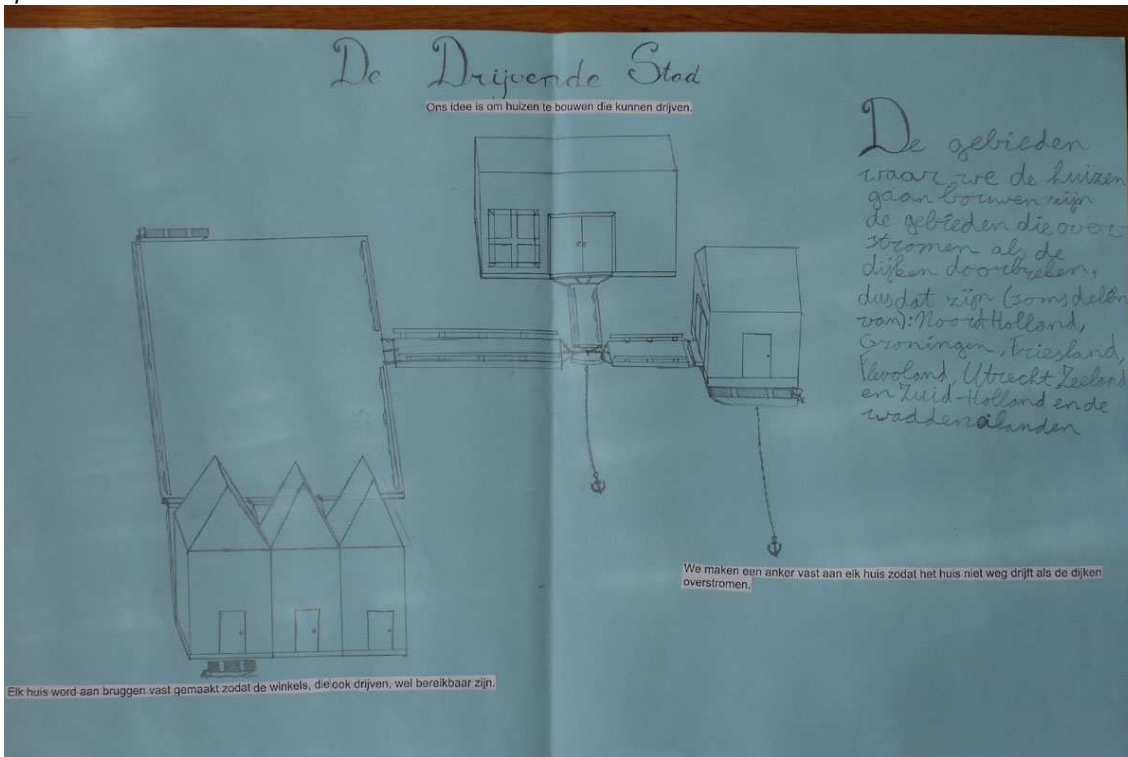 De Drijvende Stad
Ons idee is om huizen te bouwen die kunnen drijven.
De gebieden
waar we de huizen
gaan bouwen zijn
de gebieden die over
stromen als de
dijken doorbreken,
dus dat zijn (soms delen
van): Noord Holland,
Groningen, Friesland,
Flevoland, Utrecht Zeeland
en Zuid-Holland en de
waddeneilanden
We maken een anker vast aan elk huis zodat het huis niet weg drijft als de dijken
overstromen.
Elk huis word aan bruggen vast gemaakt zodat de winkels, die ook drijven, wel bereikbaar zijn.